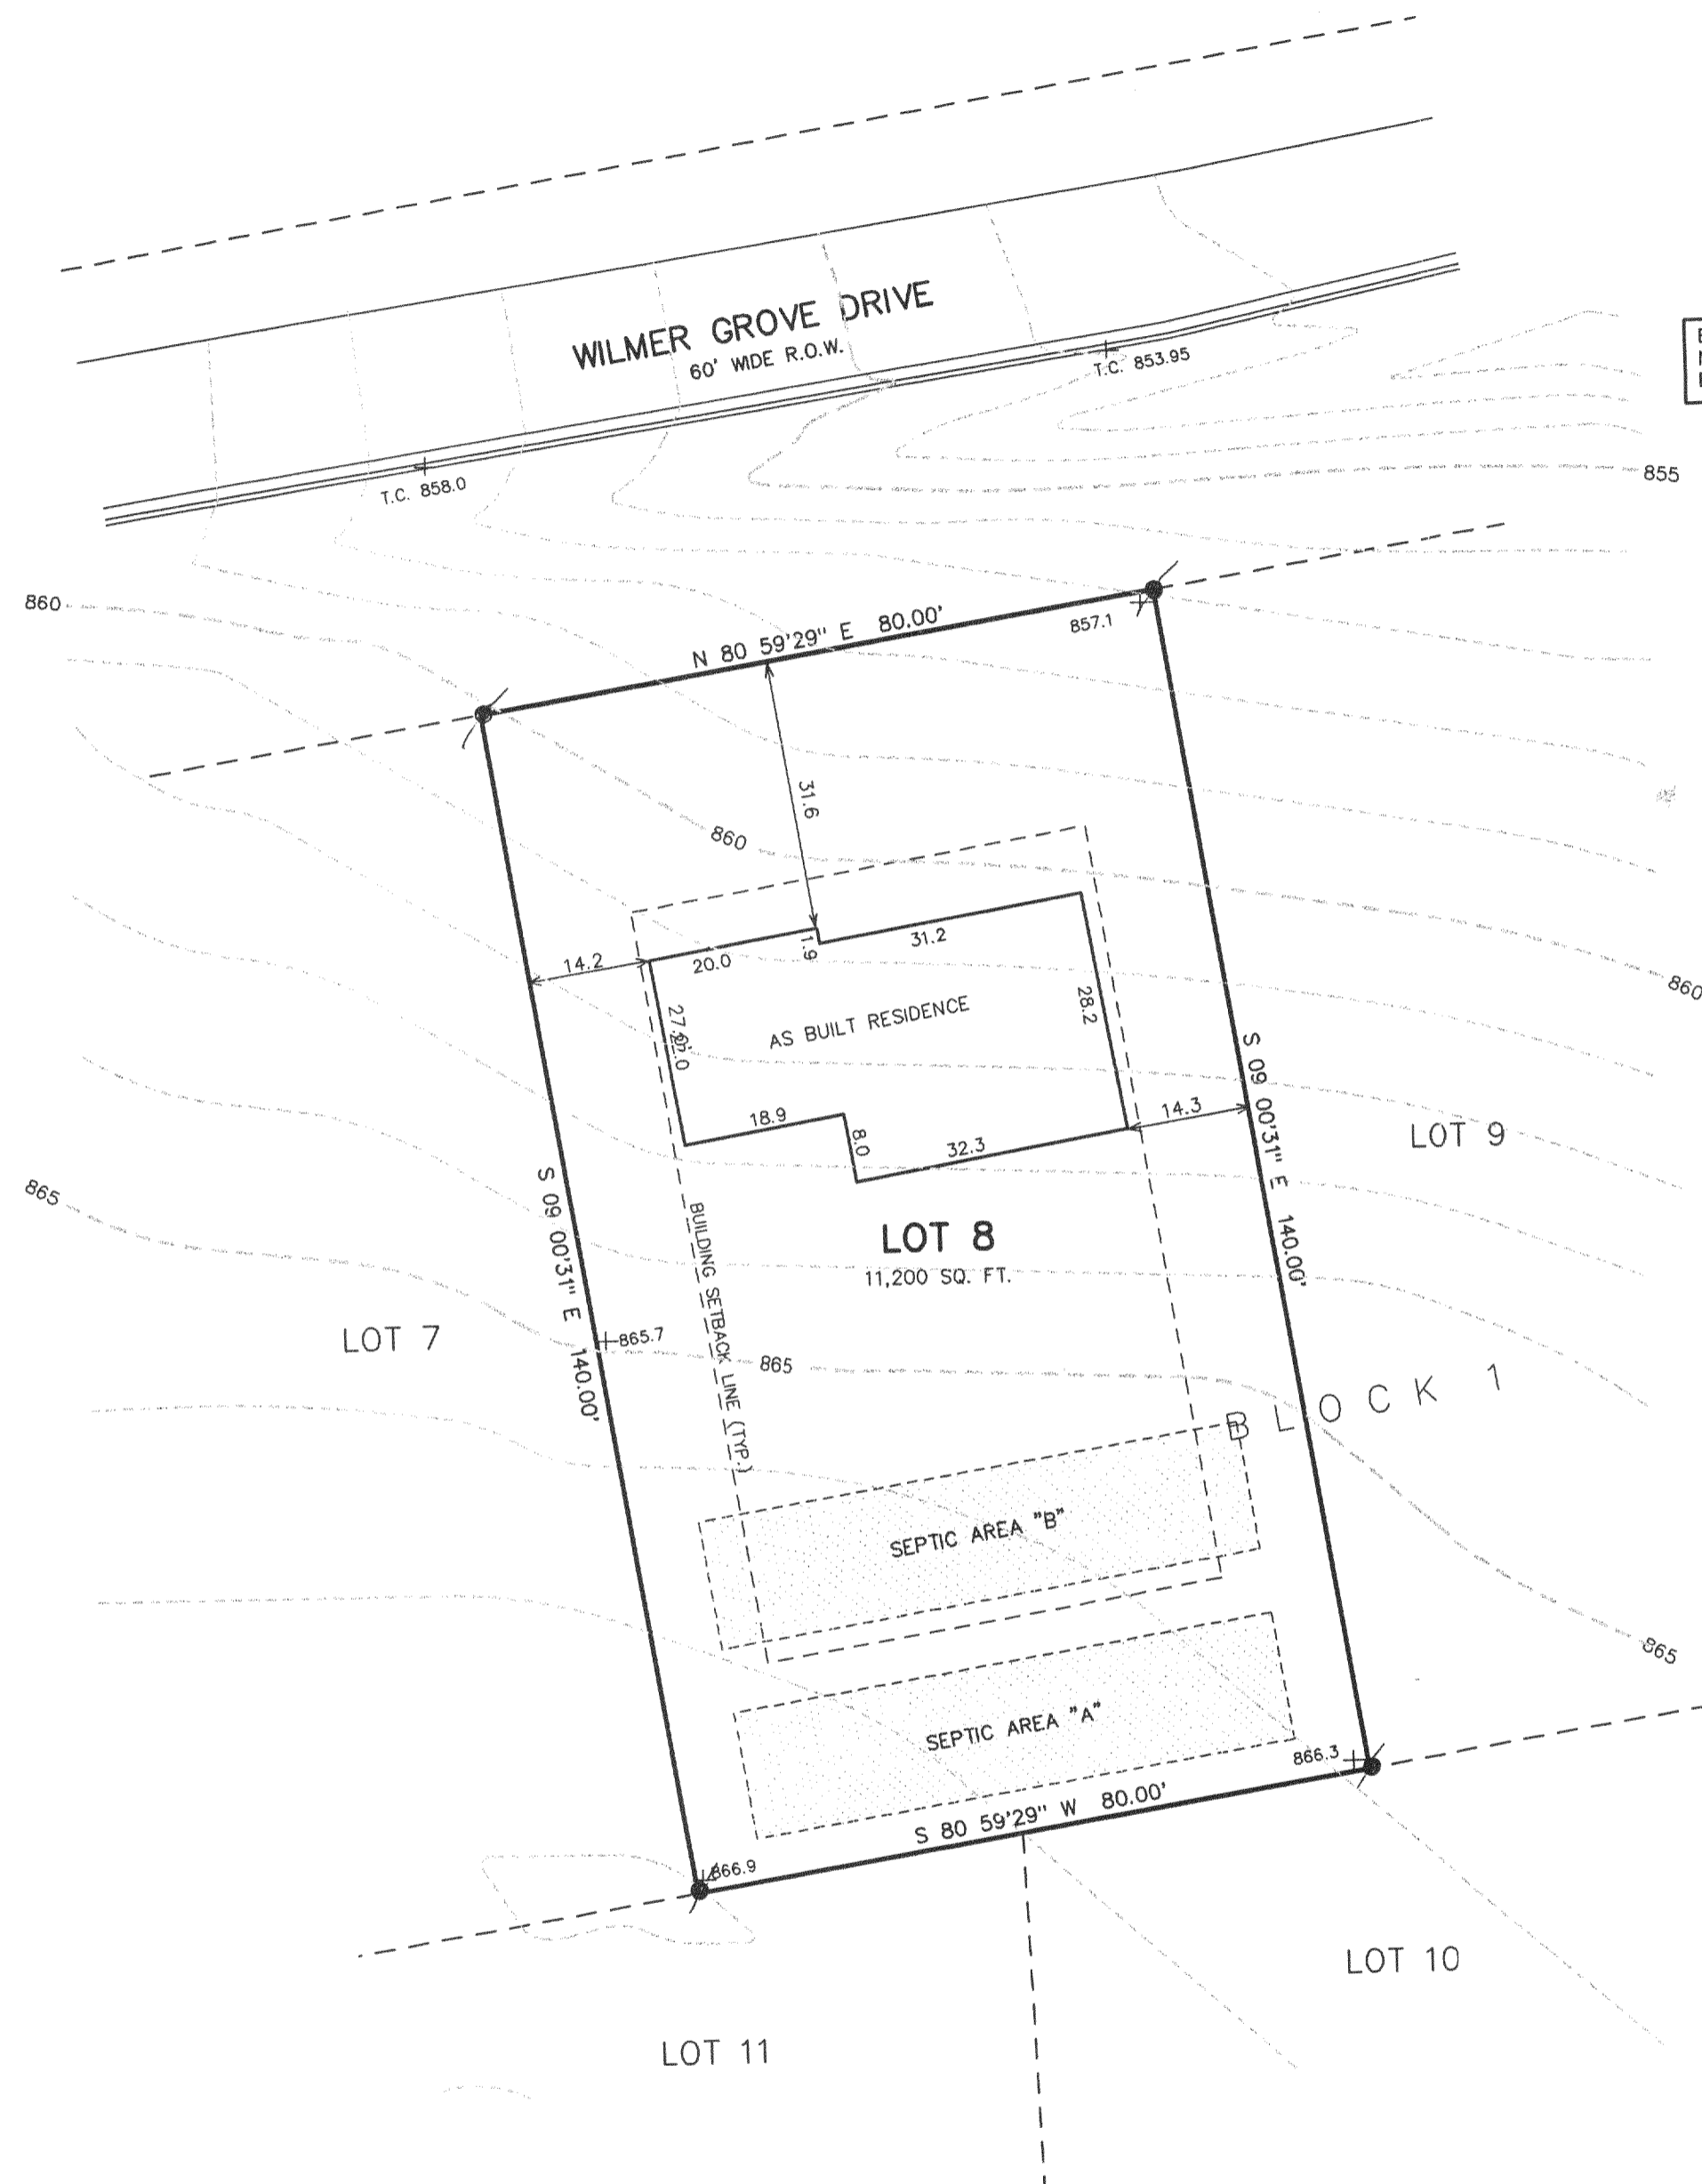 WILMER GROVE DRIVE
60' WIDE R.O.W.
T.C. 853.95
T.C. 858.0
855
860
857.1
N 80 59'29" E 80.00'
31.6
860
860
14.2
20.0
1.9
31.2
28.2
AS BUILT RESIDENCE
18.9
8.0
32.3
14.3
S 09 00'31" E 140.00'
LOT 9
865
S 09 00'31" E 140.00'
BUILDING SETBACK LINE (TYP.)
LOT 8
11,200 SQ. FT.
LOT 7
865.7
865
BLOCK 1
SEPTIC AREA "B"
865
SEPTIC AREA "A"
866.3
S 80 59'29" W 80.00'
866.9
LOT 10
LOT 11